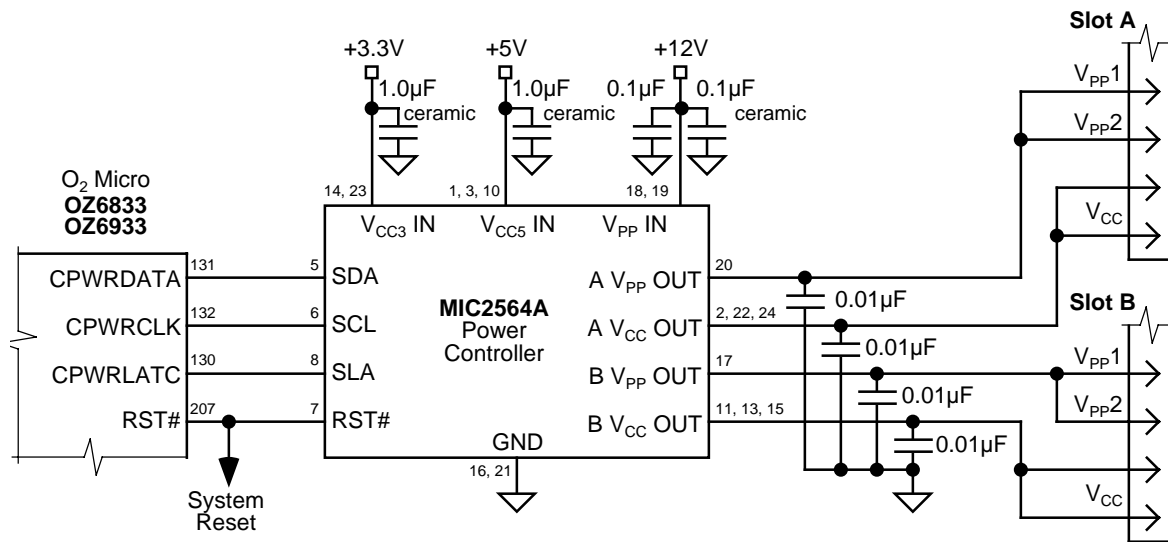 Slot A
+3.3V
+5V
+12V
1.0µF
ceramic
1.0µF
ceramic
0.1µF
0.1µF
ceramic
VPP1
VPP2
VCC
O2 Micro
OZ6833
OZ6933
14, 23
1, 3, 10
18, 19
VCC3 IN
VCC5 IN
VPP IN
CPWRDATA
131
5
SDA
CPWRCLK
132
6
SCL
CPWRLATC
130
8
SLA
RST#
207
7
RST#
MIC2564A
Power
Controller
A VPP OUT
20
A VCC OUT
2, 22, 24
B VPP OUT
17
B VCC OUT
11, 13, 15
GND
16, 21
System
Reset
0.01µF
0.01µF
0.01µF
0.01µF
Slot B
VPP1
VPP2
VCC